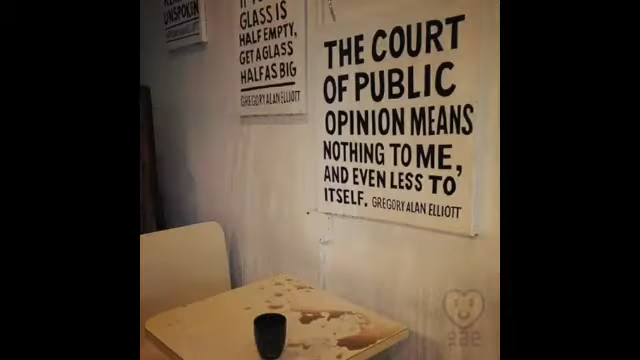 UNSPOKEN
GLASS IS
HALF EMPTY,
GET A GLASS
HALF AS BIG
GREGORY ALAN ELLIOTT
THE COURT
OF PUBLIC
OPINION MEANS
NOTHING TO ME,
AND EVEN LESS TO
ITSELF. GREGORY ALAN ELLIOTT